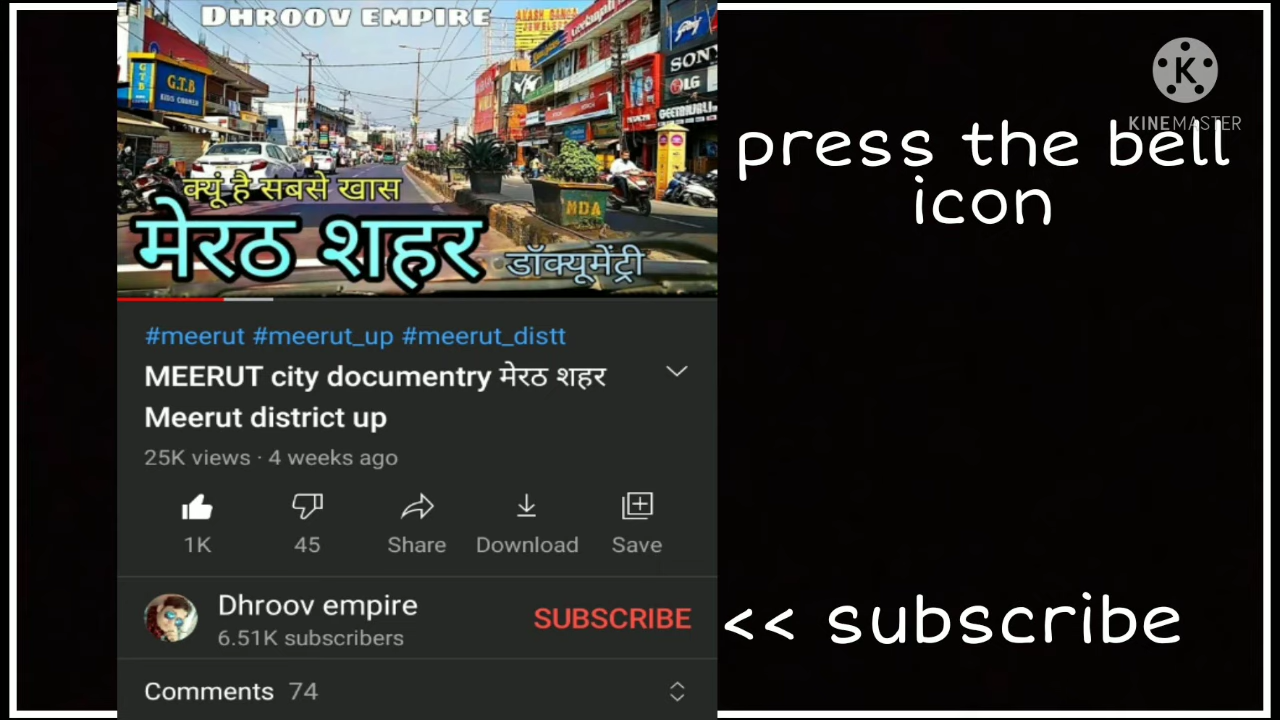 DHROOV EMPIRE
G.T.B
G.T.B
KIDS CORNER
SONY
LG
MDA
क्यूं है सबसे खास
मेरठ शहर डॉक्यूमेंट्री
#meerut #meerut_up #meerut_distt
MEERUT city documentry मेरठ शहर
Meerut district up
25K views · 4 weeks ago
1K 45 Share Download Save
Dhroov empire
6.51K subscribers
SUBSCRIBE
Comments 74
K
KINEMASTER
press the bell
icon
<< subscribe